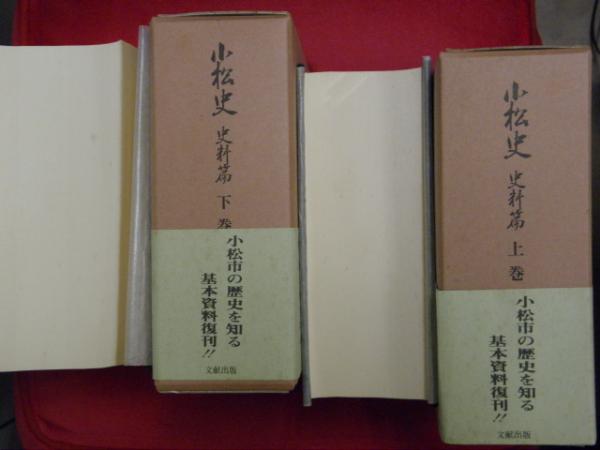 小松史 史料篇 上巻
小松市の歴史を知る
基本資料復刊!!
文献出版
小松史 史料篇 下巻
小松市の歴史を知る
基本資料復刊!!
文献出版